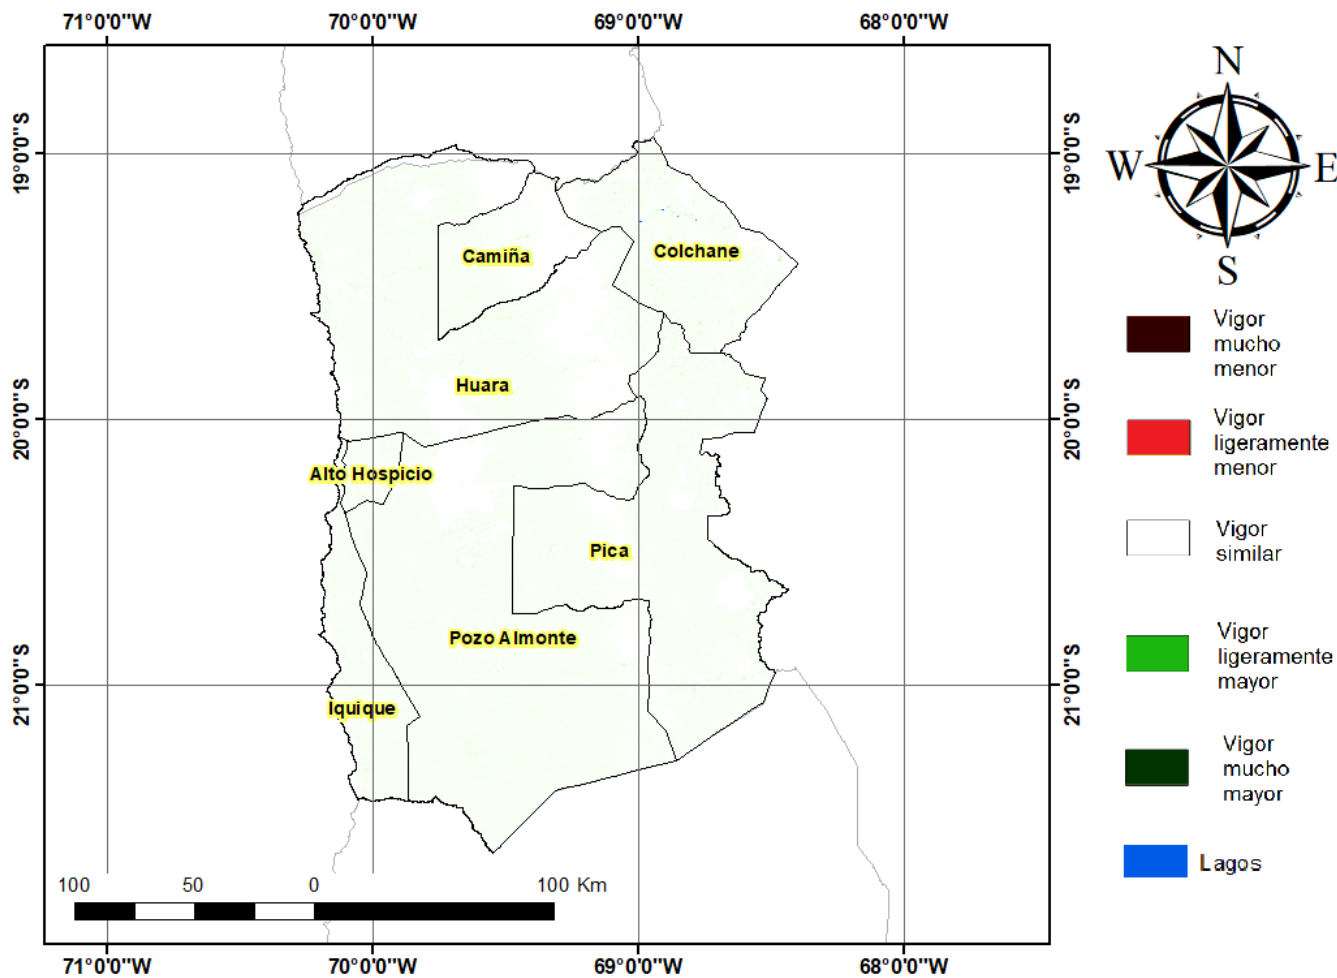 71°0'0"W 70°0'0"W 69°0'0"W 68°0'0"W
N
W E
S
19°0'0"S 19°0'0"S
Camiña
Colchane
Vigor
mucho
menor
Huara
20°0'0"S 20°0'0"S
Vigor
ligeramente
menor
Alto Hospicio
Pica
Vigor
similar
Pozo Almonte
Vigor
ligeramente
mayor
21°0'0"S 21°0'0"S
Iquique
Vigor
mucho
mayor
Lagos
100 50 0 100 Km
71°0'0"W 70°0'0"W 69°0'0"W 68°0'0"W